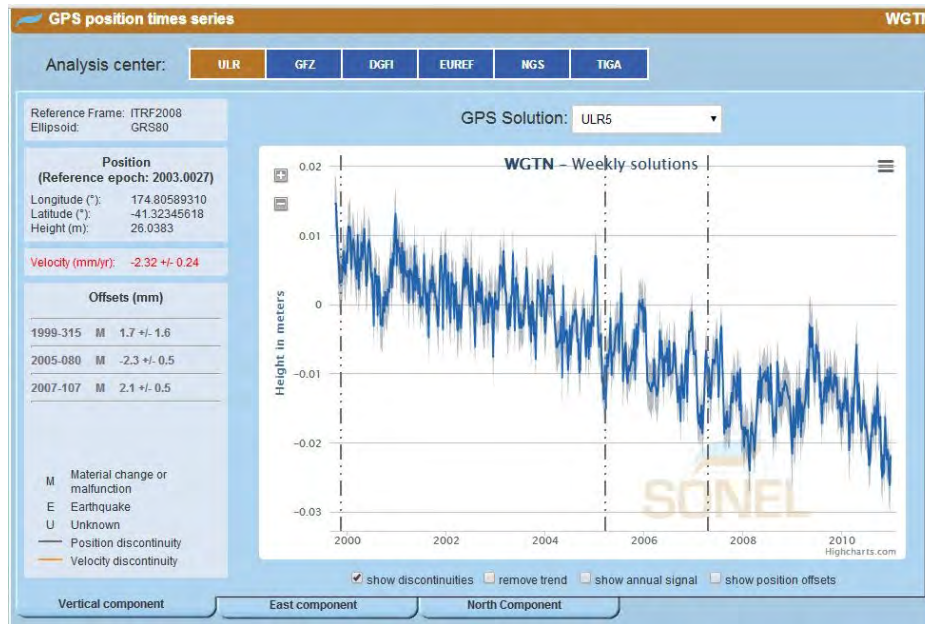 GPS position times series
WGTN
Analysis center:
ULR
GFZ
DGFI
EUREF
NGS
TIGA
Reference Frame: ITRF2008
Ellipsoid: GRS80
Position
(Reference epoch: 2003.0027)
Longitude (°): 174.80589310
Latitude (°): -41.32345618
Height (m): 26.0383
Velocity (mm/yr): -2.32 +/- 0.24
Offsets (mm)
1999-315 M 1.7 +/- 1.6
2005-080 M -2.3 +/- 0.5
2007-107 M 2.1 +/- 0.5
M Material change or
malfunction
E Earthquake
U Unknown
Position discontinuity
Velocity discontinuity
GPS Solution: ULR5
WGTN - Weekly solutions
Height in meters
0.02
0.01
0
-0.01
-0.02
-0.03
SONEL
2000 2002 2004 2006 2008 2010
Highcharts.com
show discontinuities remove trend show annual signal show position offsets
Vertical component East component North Component